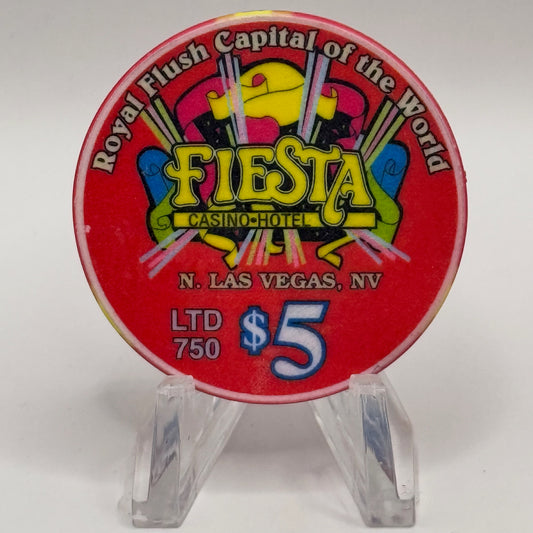 Royal Flush Capital of the World
FIESTA
CASINO•HOTEL
N. LAS VEGAS, NV
LTD
750
$5